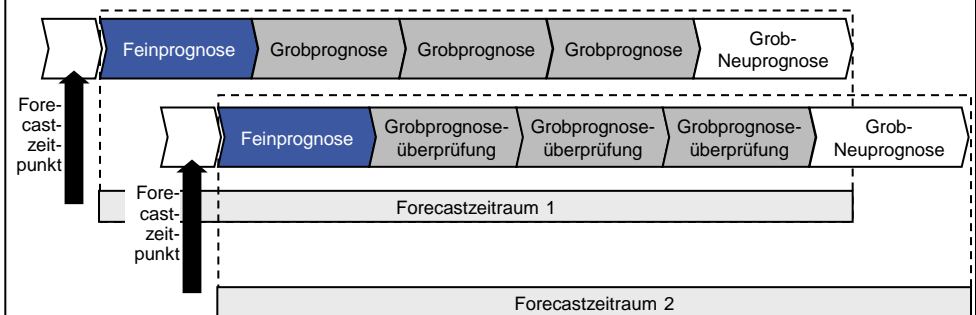 Feinprognose
Grobprognose
Grobprognose
Grobprognose
Grob-
Neuprognose
Fore-
cast-
zeit-
punkt
Feinprognose
Grobprognose-
überprüfung
Grobprognose-
überprüfung
Grobprognose-
überprüfung
Grob-
Neuprognose
Fore-
cast-
zeit-
punkt
Forecastzeitraum 1
Forecastzeitraum 2